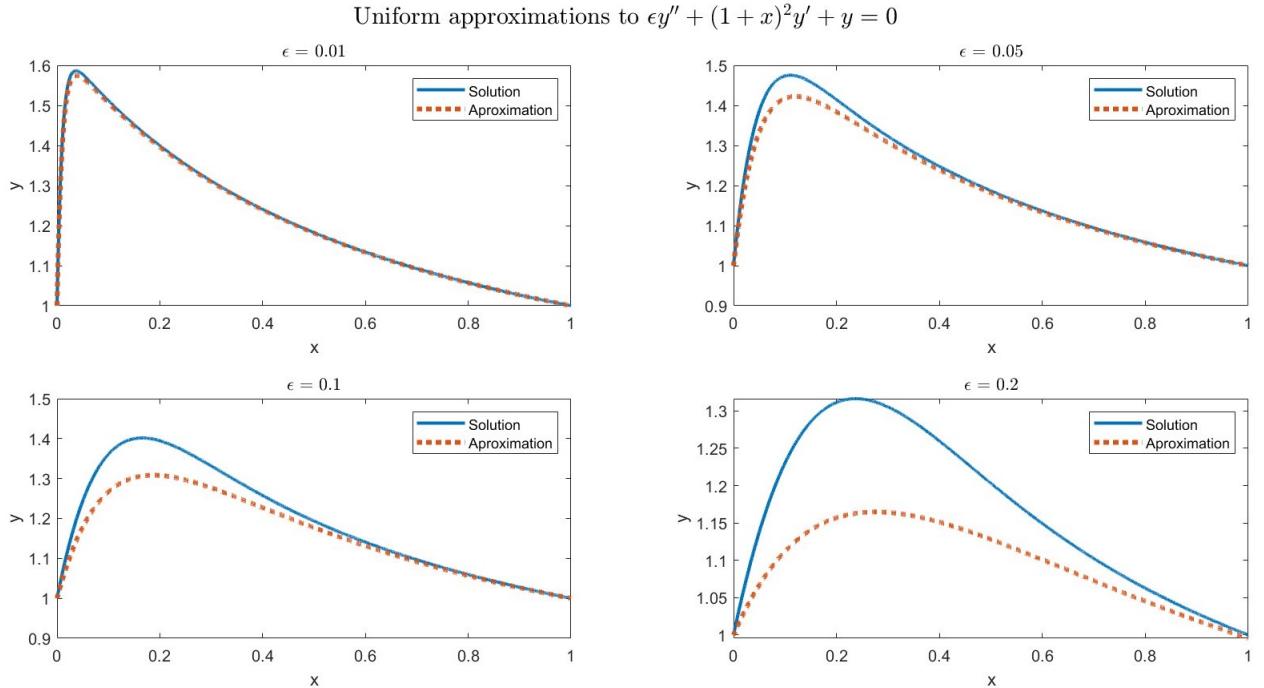 Uniform approximations to ϵy′′ + (1 + x)²y′ + y = 0
ϵ = 0.01
1.6
1.5
1.4
1.3
1.2
1.1
1
y
0 0.2 0.4 0.6 0.8 1
x
Solution
Aproximation
ϵ = 0.05
1.5
1.4
1.3
1.2
1.1
1
0.9
y
0 0.2 0.4 0.6 0.8 1
x
Solution
Aproximation
ϵ = 0.1
1.5
1.4
1.3
1.2
1.1
1
0.9
y
0 0.2 0.4 0.6 0.8 1
x
Solution
Aproximation
ϵ = 0.2
1.3
1.25
1.2
1.15
1.1
1.05
1
y
0 0.2 0.4 0.6 0.8 1
x
Solution
Aproximation